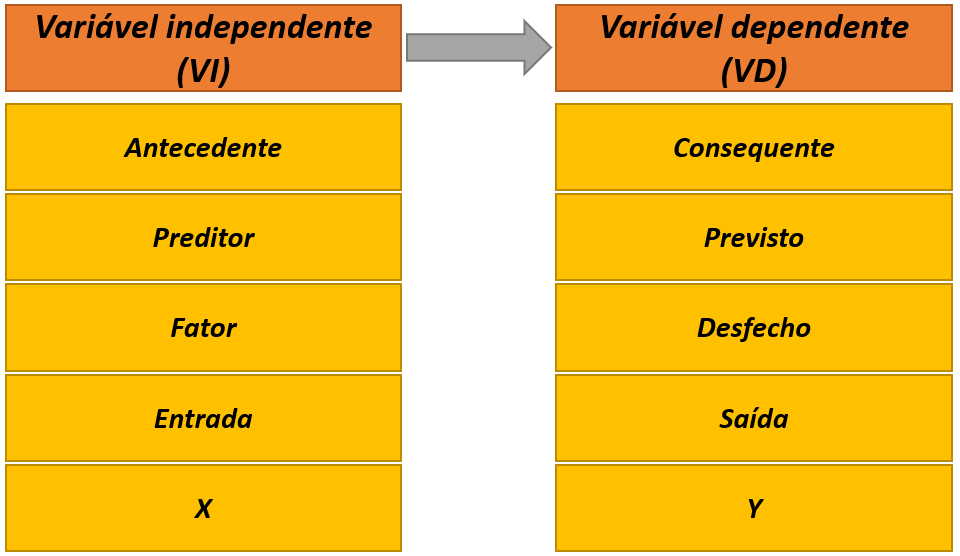 Variável independente
(VI)
Variável dependente
(VD)
Antecedente
Consequente
Preditor
Previsto
Fator
Desfecho
Entrada
Saída
X
Y